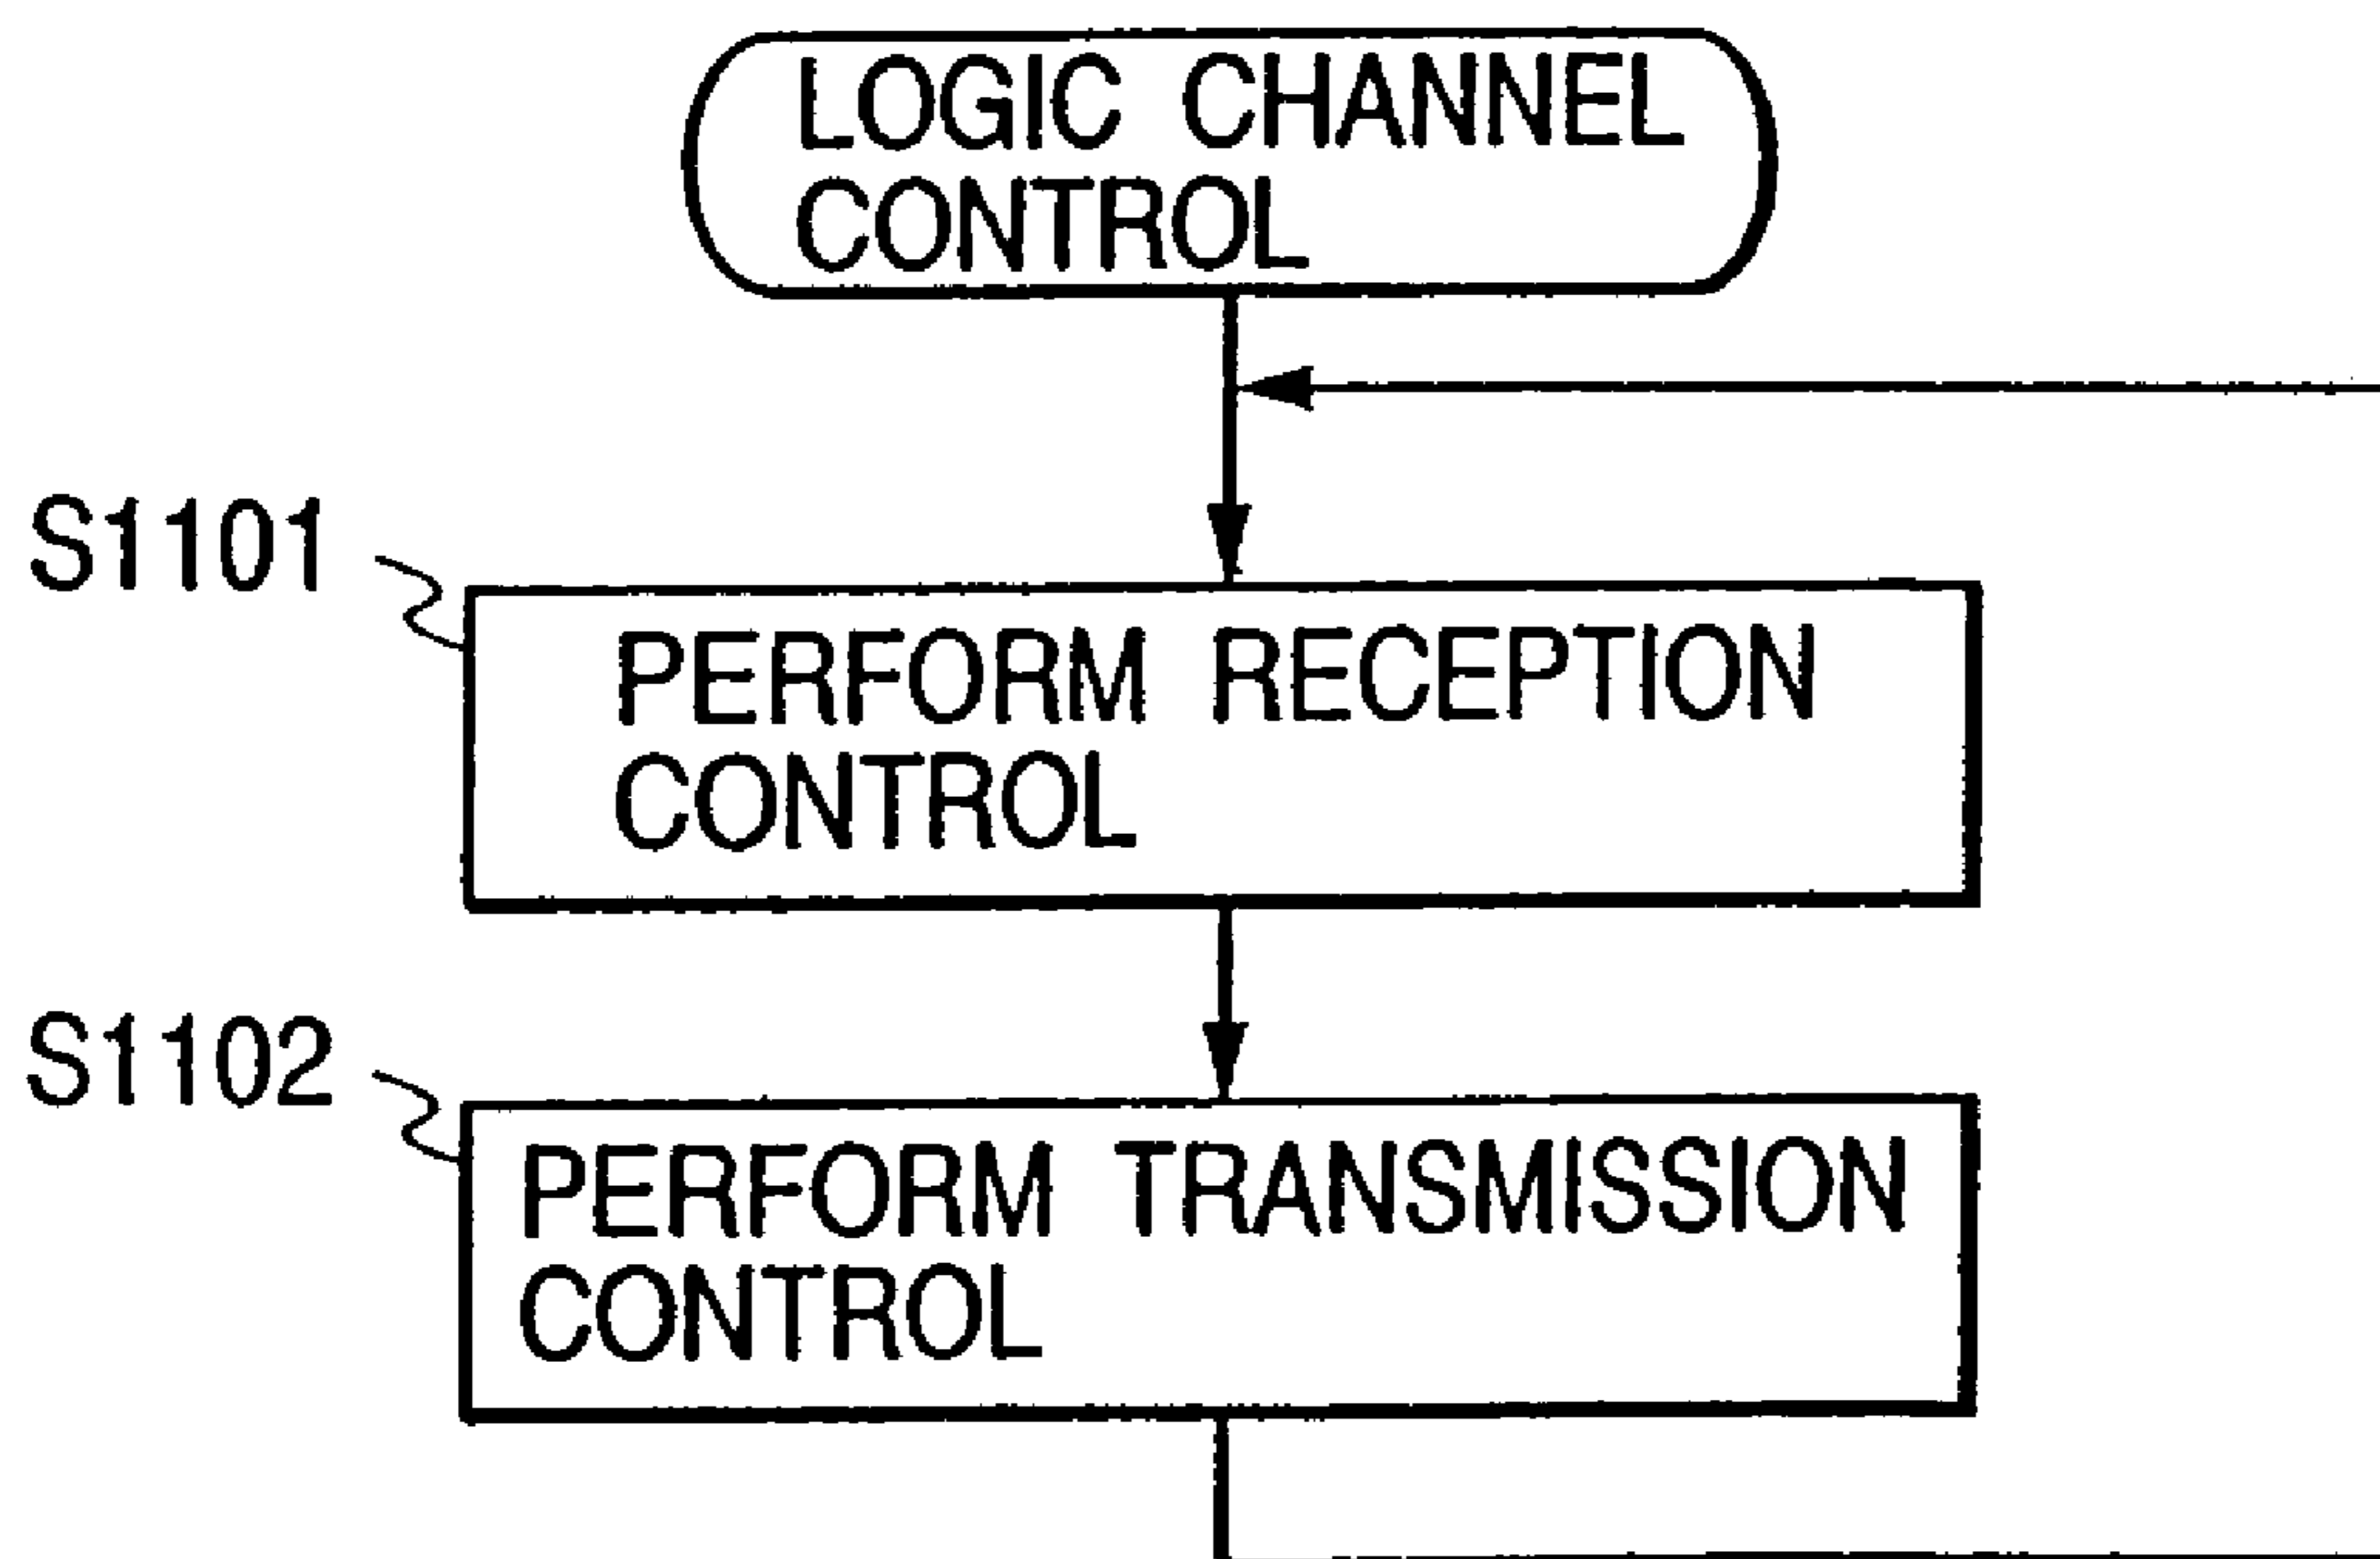 LOGIC CHANNEL
CONTROL
S1101
PERFORM RECEPTION
CONTROL
S1102
PERFORM TRANSMISSION
CONTROL